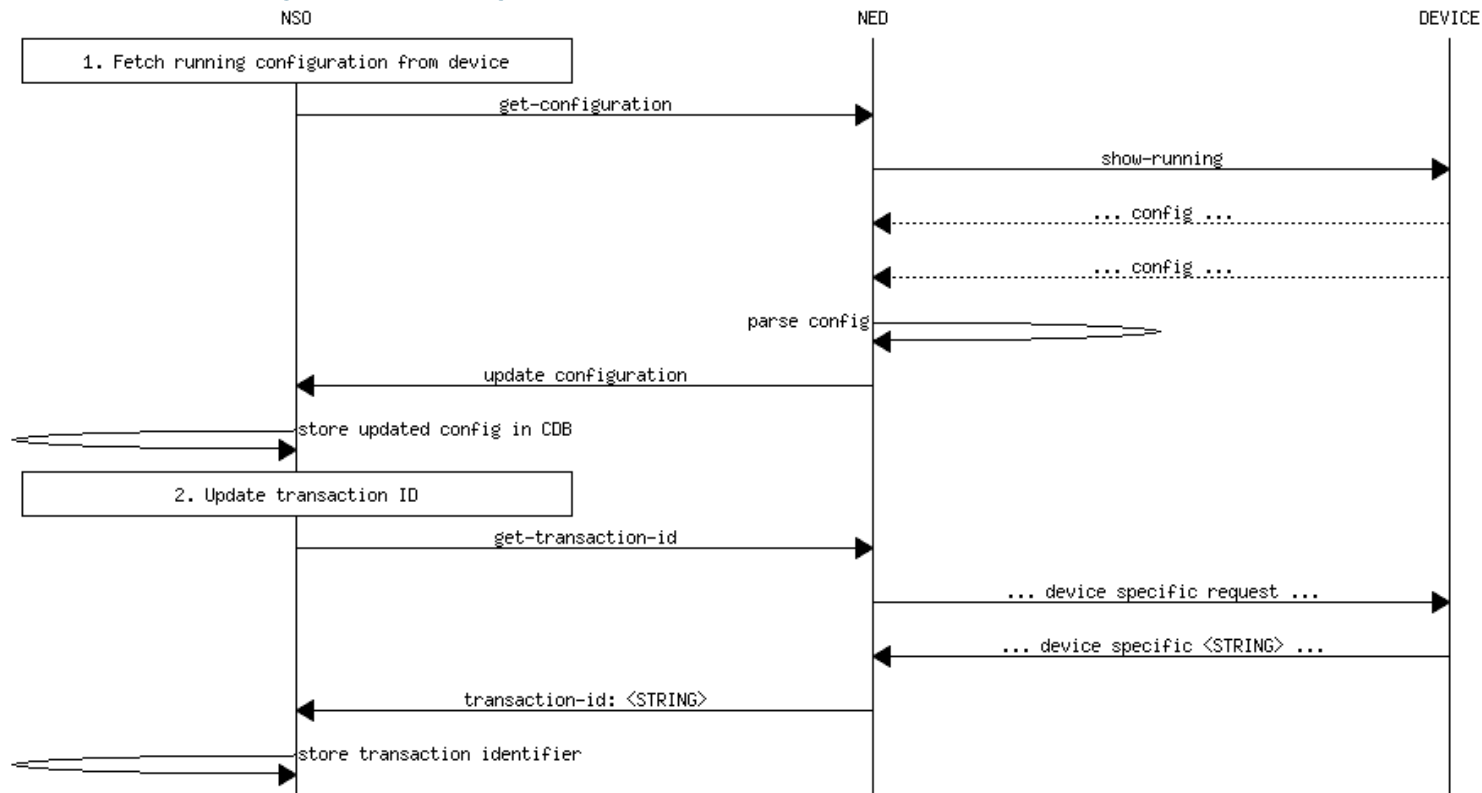 NSO NED DEVICE
1. Fetch running configuration from device
get-configuration
show-running
... config ...
... config ...
parse config
update configuration
store updated config in CDB
2. Update transaction ID
get-transaction-id
... device specific request ...
... device specific <STRING> ...
transaction-id: <STRING>
store transaction identifier